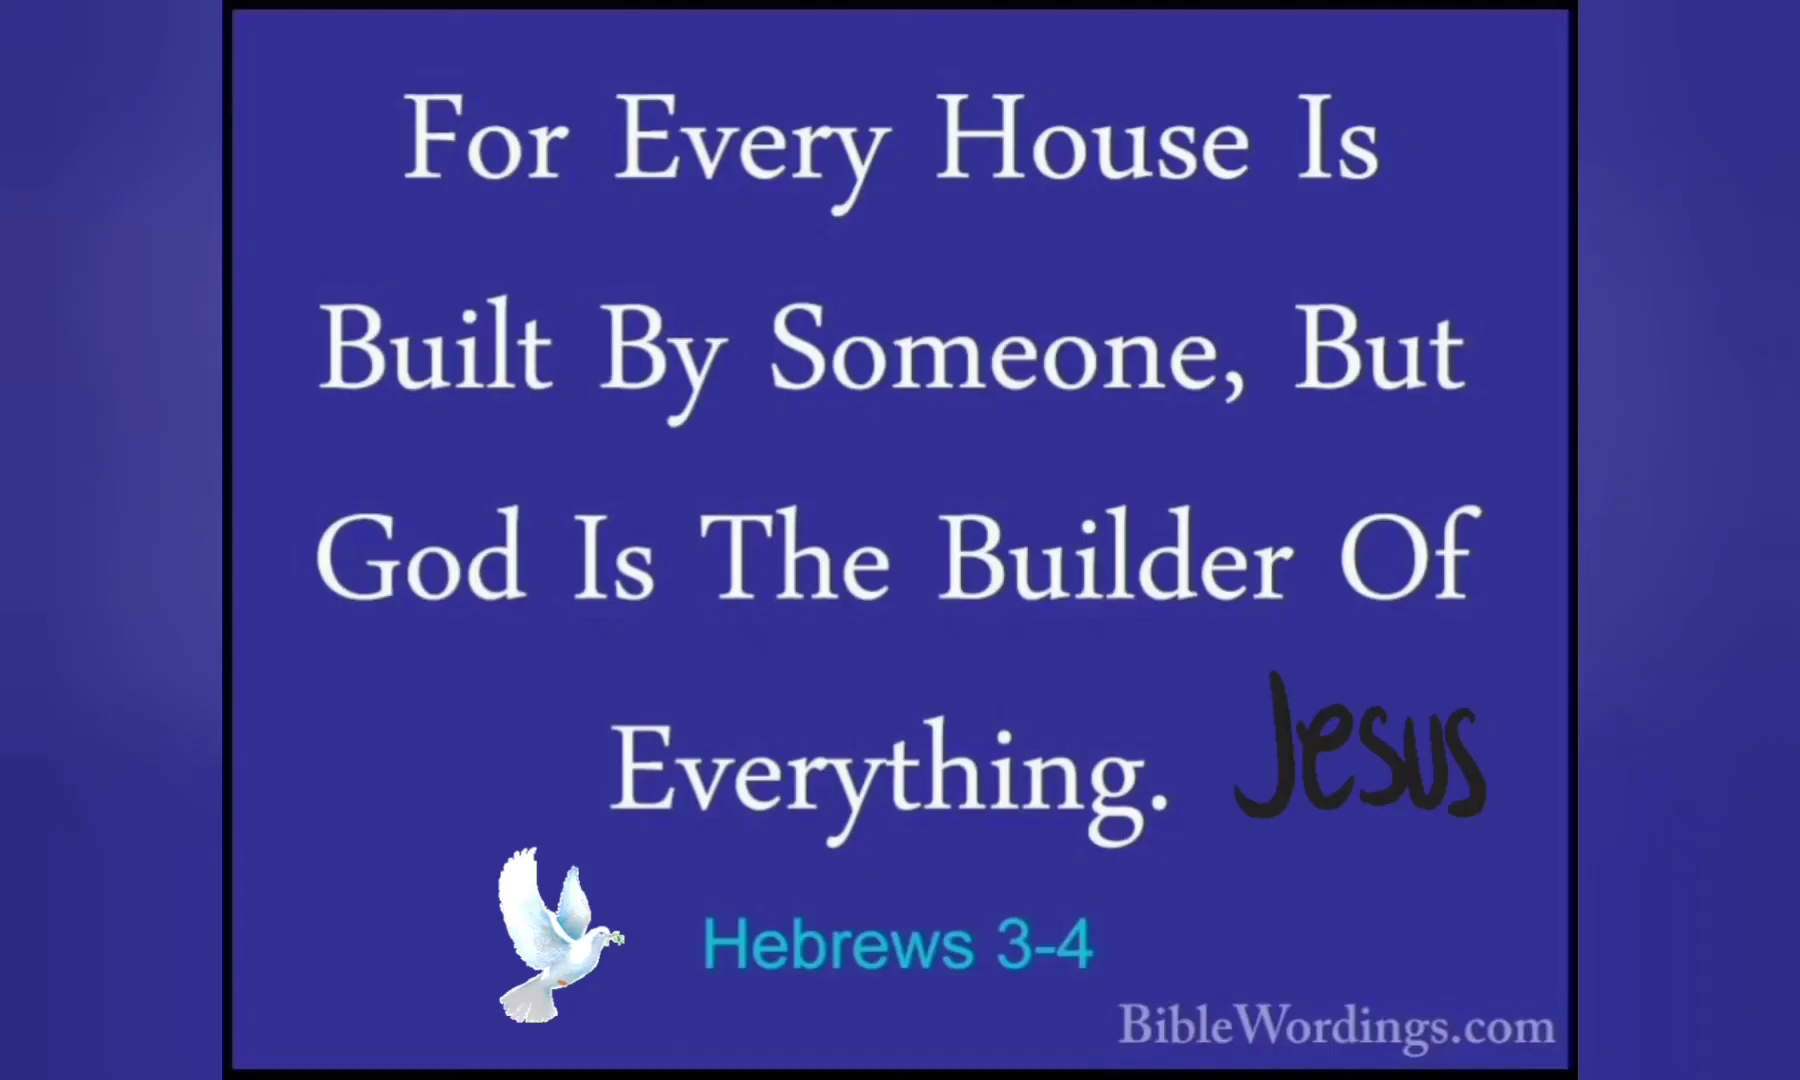 For Every House Is
Built By Someone, But
God Is The Builder Of
Everything. Jesus
Hebrews 3-4
BibleWordings.com